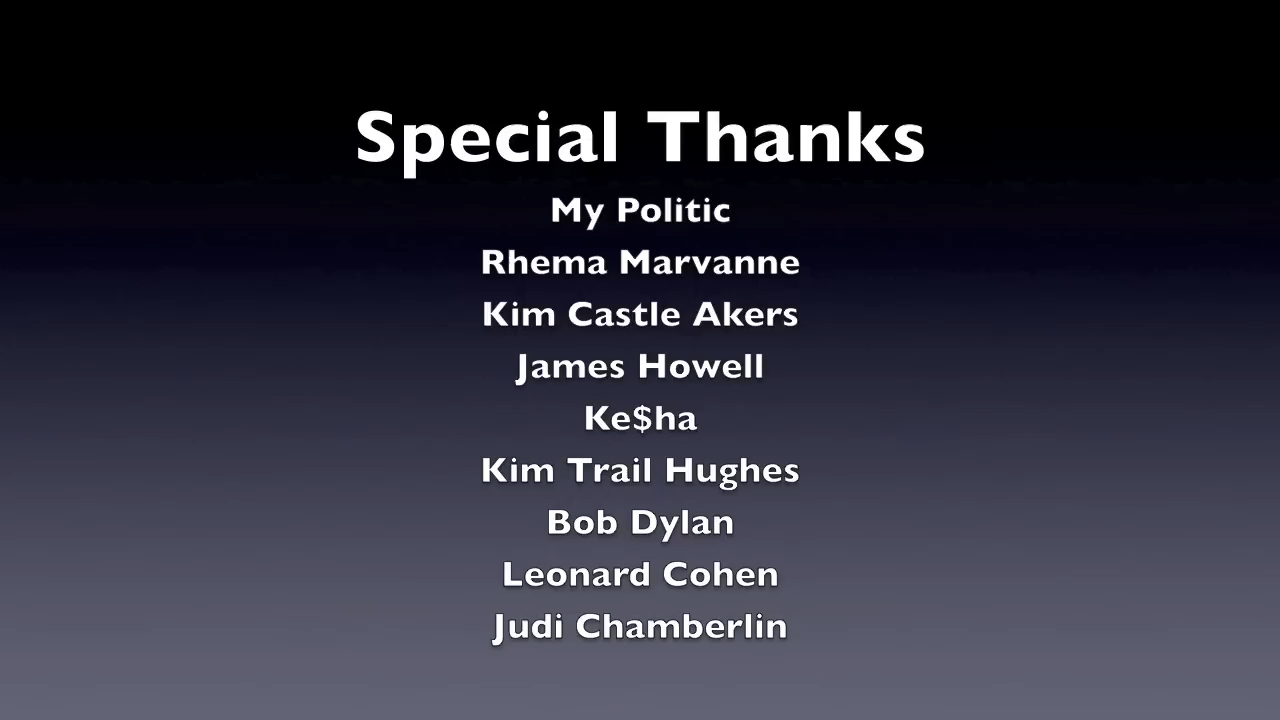 Special Thanks
My Politic
Rhema Marvanne
Kim Castle Akers
James Howell
Ke$ha
Kim Trail Hughes
Bob Dylan
Leonard Cohen
Judi Chamberlin